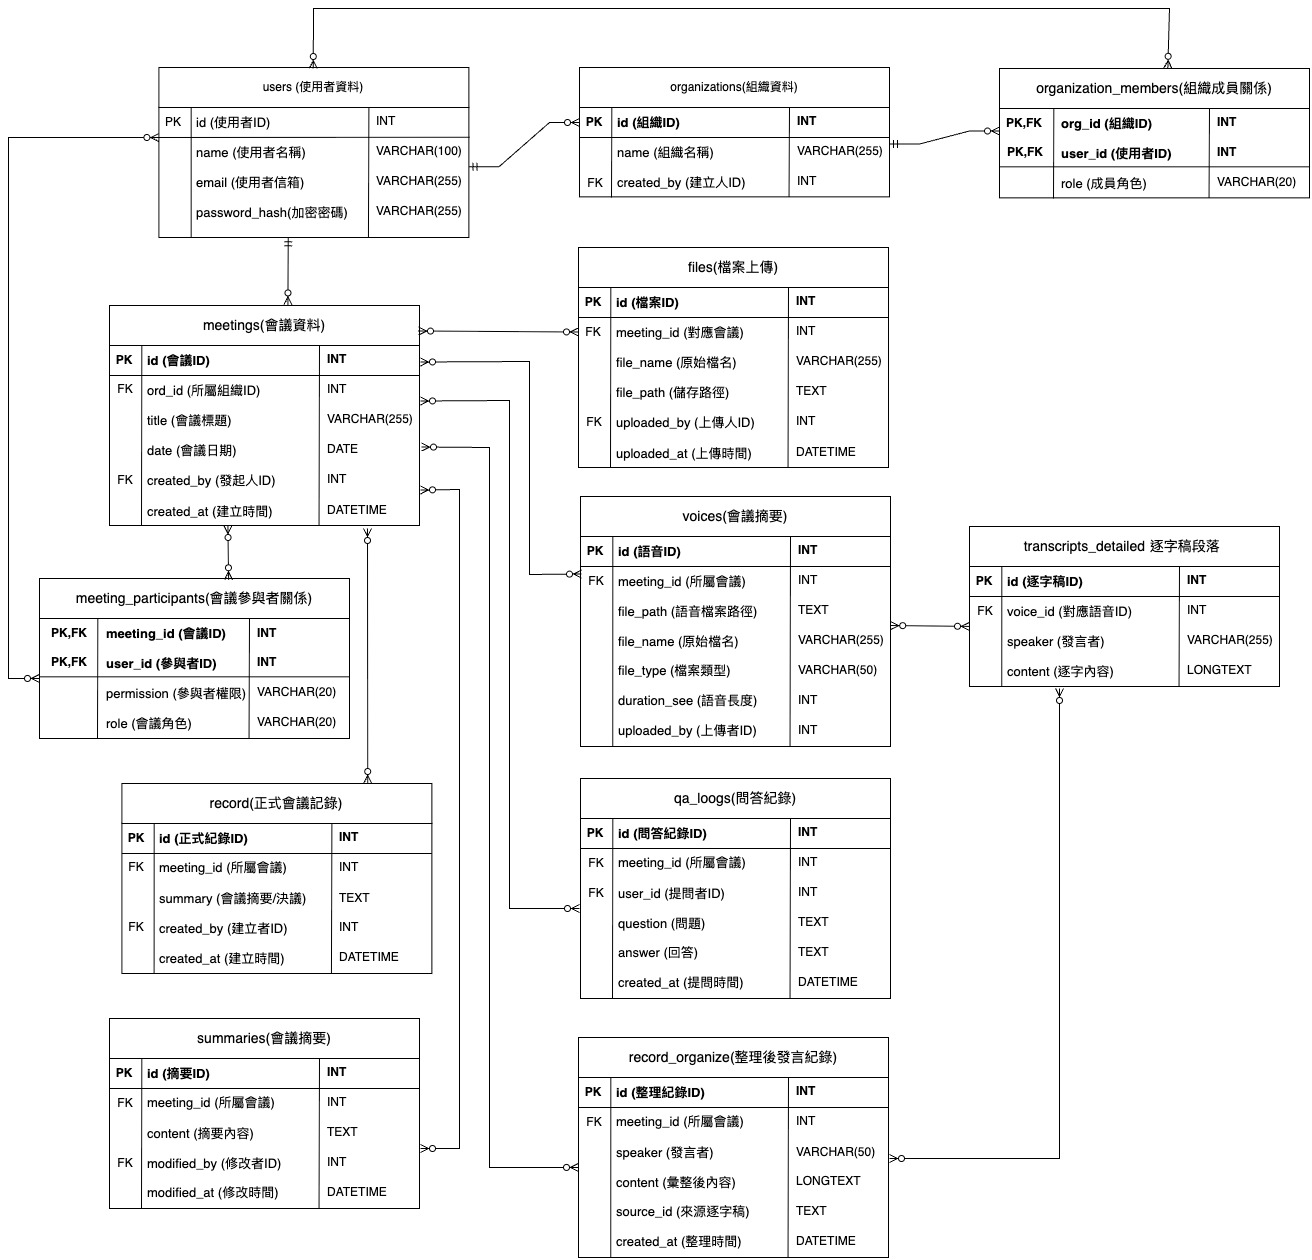 users (使用者資料)
PK id (使用者ID) INT
name (使用者名稱) VARCHAR(100)
email (使用者信箱) VARCHAR(255)
password_hash(加密密碼) VARCHAR(255)
organizations(組織資料)
PK id (組織ID) INT
name (組織名稱) VARCHAR(255)
FK created_by (建立人ID) INT
organization_members(組織成員關係)
PK,FK org_id (組織ID) INT
PK,FK user_id (使用者ID) INT
role (成員角色) VARCHAR(20)
meetings(會議資料)
PK id (會議ID) INT
FK ord_id (所屬組織ID) INT
title (會議標題) VARCHAR(255)
date (會議日期) DATE
FK created_by (發起人ID) INT
created_at (建立時間) DATETIME
files(檔案上傳)
PK id (檔案ID) INT
FK meeting_id (對應會議) INT
file_name (原始檔名) VARCHAR(255)
file_path (儲存路徑) TEXT
FK uploaded_by (上傳人ID) INT
uploaded_at (上傳時間) DATETIME
voices(會議摘要)
PK id (語音ID) INT
FK meeting_id (所屬會議) INT
file_path (語音檔案路徑) TEXT
file_name (原始檔名) VARCHAR(255)
file_type (檔案類型) VARCHAR(50)
duration_see (語音長度) INT
uploaded_by (上傳者ID) INT
transcripts_detailed 逐字稿段落
PK id (逐字稿ID) INT
FK voice_id (對應語音ID) INT
speaker (發言者) VARCHAR(255)
content (逐字內容) LONGTEXT
meeting_participants(會議參與者關係)
PK,FK meeting_id (會議ID) INT
PK,FK user_id (參與者ID) INT
permission (參與者權限) VARCHAR(20)
role (會議角色) VARCHAR(20)
record(正式會議記錄)
PK id (正式紀錄ID) INT
FK meeting_id (所屬會議) INT
summary (會議摘要/決議) TEXT
FK created_by (建立者ID) INT
created_at (建立時間) DATETIME
qa_loogs(問答紀錄)
PK id (問答紀錄ID) INT
FK meeting_id (所屬會議) INT
FK user_id (提問者ID) INT
question (問題) TEXT
answer (回答) TEXT
created_at (提問時間) DATETIME
summaries(會議摘要)
PK id (摘要ID) INT
FK meeting_id (所屬會議) INT
content (摘要內容) TEXT
FK modified_by (修改者ID) INT
modified_at (修改時間) DATETIME
record_organize(整理後發言紀錄)
PK id (整理紀錄ID) INT
FK meeting_id (所屬會議) INT
speaker (發言者) VARCHAR(50)
content (彙整後內容) LONGTEXT
source_id (來源逐字稿) TEXT
created_at (整理時間) DATETIME